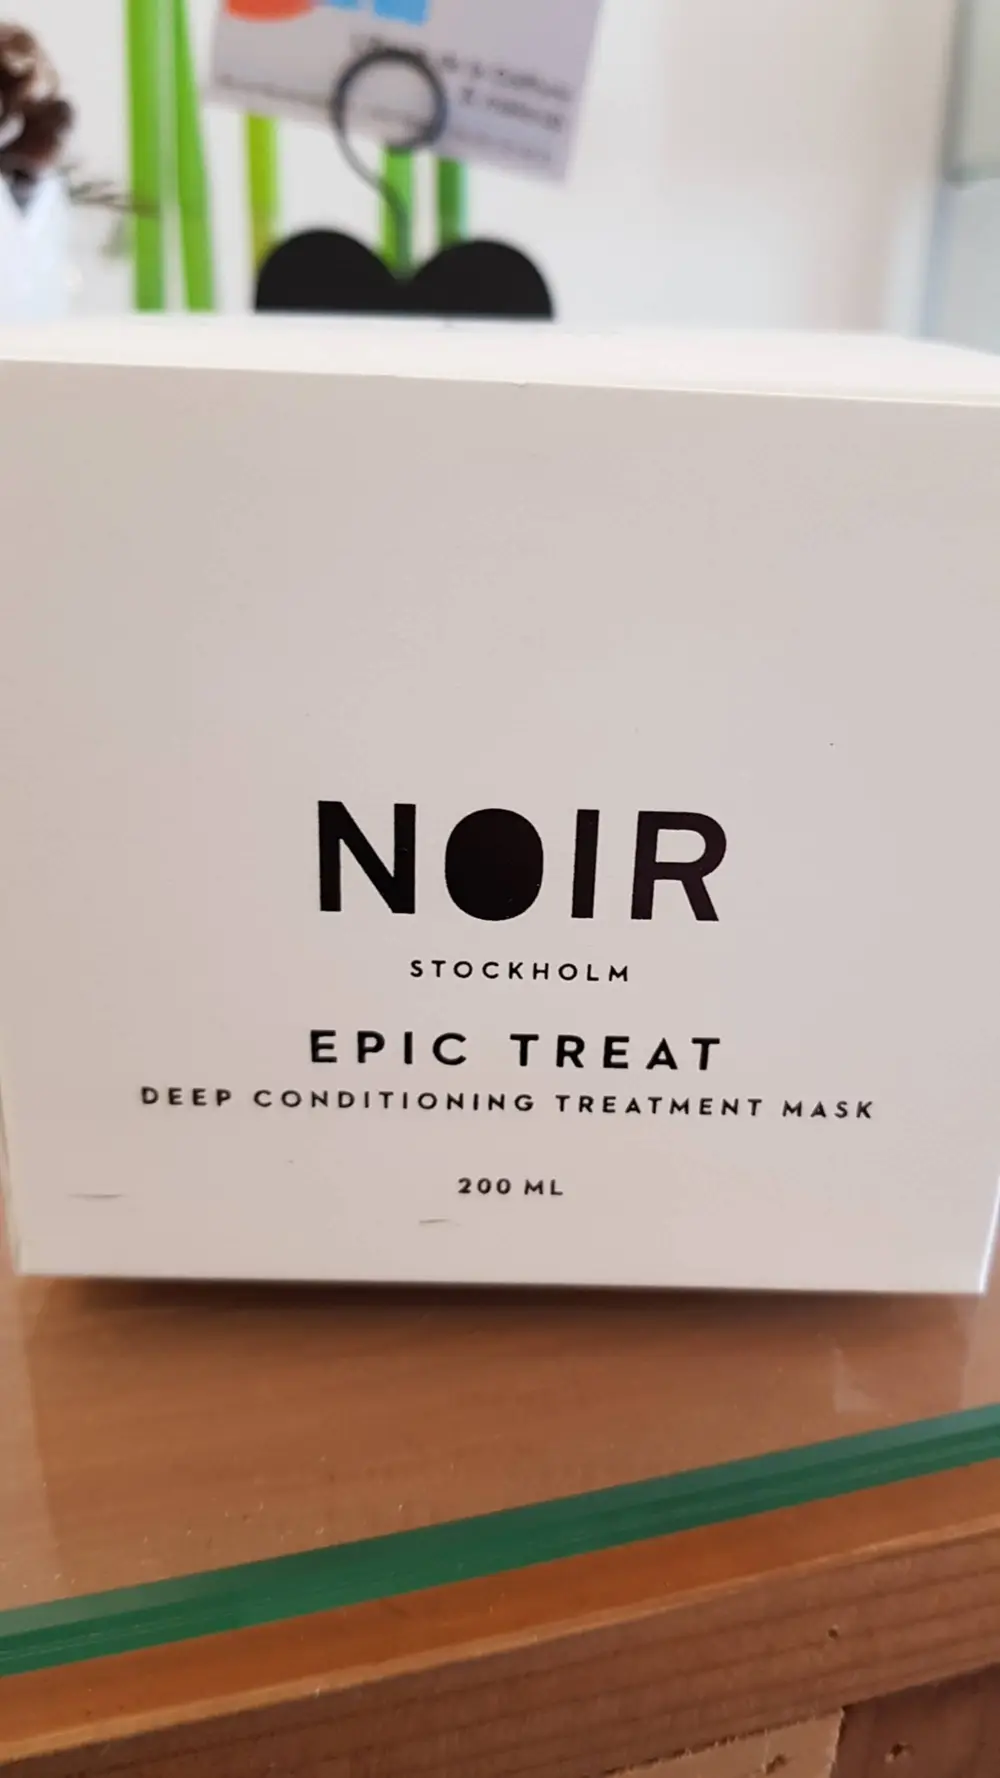 NOIR
STOCKHOLM
EPIC TREAT
DEEP CONDITIONING TREATMENT MASK
200 ML